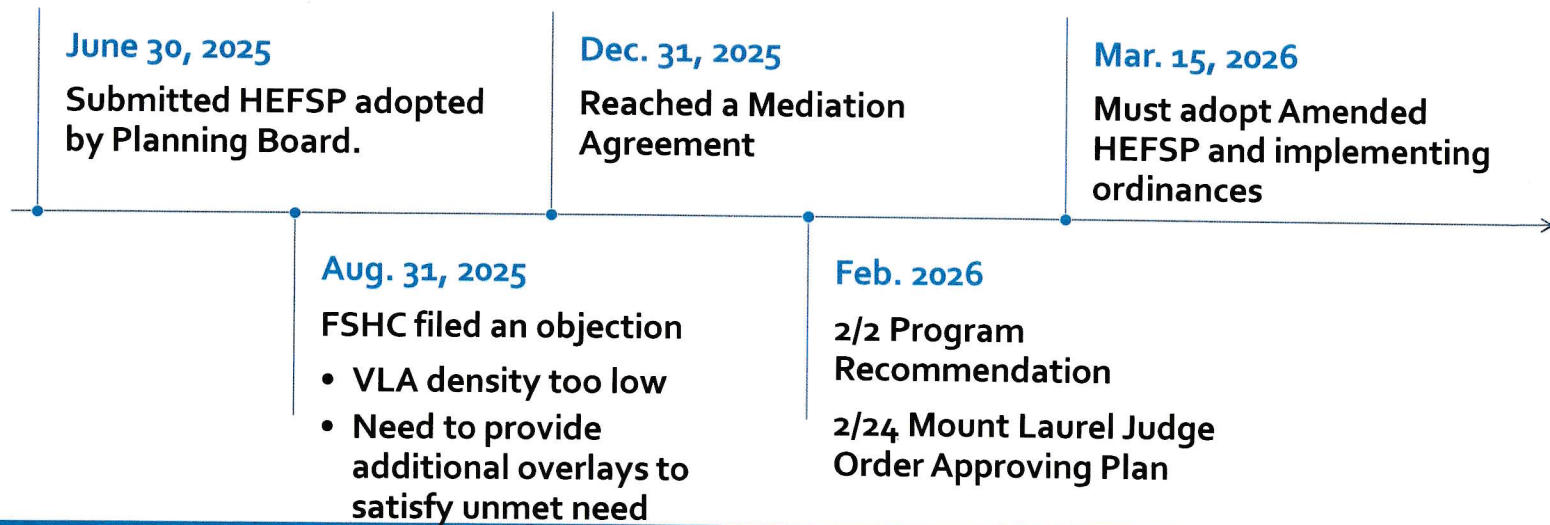 June 30, 2025
Submitted HEFSP adopted
by Planning Board.
Aug. 31, 2025
FSHC filed an objection
• VLA density too low
• Need to provide
additional overlays to
satisfy unmet need
Dec. 31, 2025
Reached a Mediation
Agreement
Feb. 2026
2/2 Program
Recommendation
2/24 Mount Laurel Judge
Order Approving Plan
Mar. 15, 2026
Must adopt Amended
HEFSP and implementing
ordinances